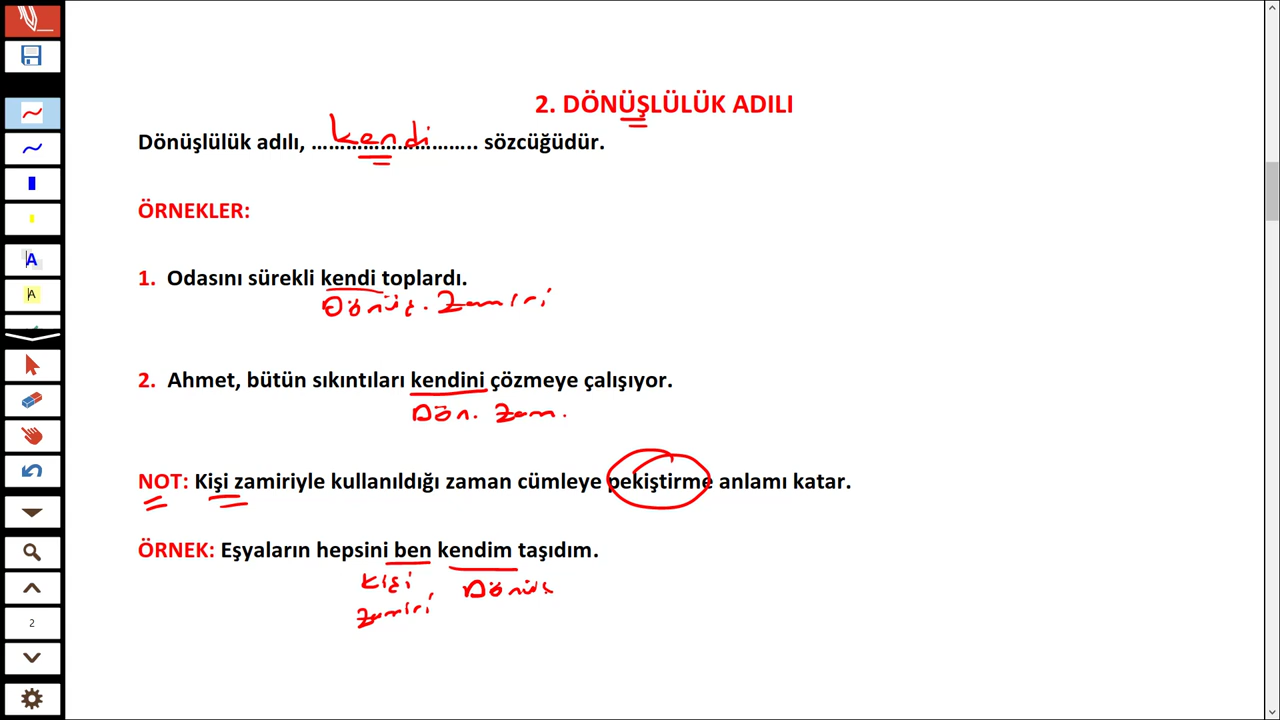 2. DÖNÜŞLÜLÜK ADILI
Dönüşlülük adılı, ……kendi…….. sözcüğüdür.
ÖRNEKLER:
1. Odasını sürekli kendi toplardı.
Dönüş. Zamiri
2. Ahmet, bütün sıkıntıları kendini çözmeye çalışıyor.
Dön. Zam.
NOT: Kişi zamiriyle kullanıldığı zaman cümleye pekiştirme anlamı katar.
ÖRNEK: Eşyaların hepsini ben kendim taşıdım.
Kişi Dönüş
Zamiri
2